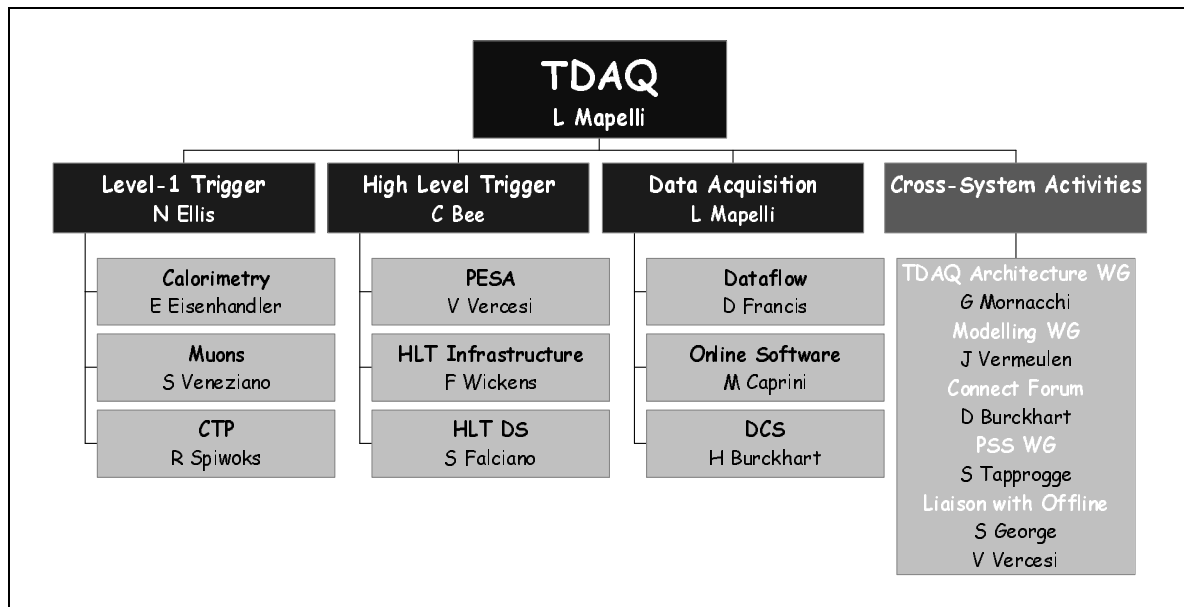 TDAQ
L Mapelli
Level-1 Trigger
N Ellis
High Level Trigger
C Bee
Data Acquisition
L Mapelli
Cross-System Activities
Calorimetry
E Eisenhandler
Muons
S Veneziano
CTP
R Spiwoks
PESA
V Vercesi
HLT Infrastructure
F Wickens
HLT DS
S Falciano
Dataflow
D Francis
Online Software
M Caprini
DCS
H Burckhart
TDAQ Architecture WG
G Mornacchi
Modelling WG
J Vermeulen
Connect Forum
D Burckhart
PSS WG
S Tapprogge
Liaison with Offline
S George
V Vercesi